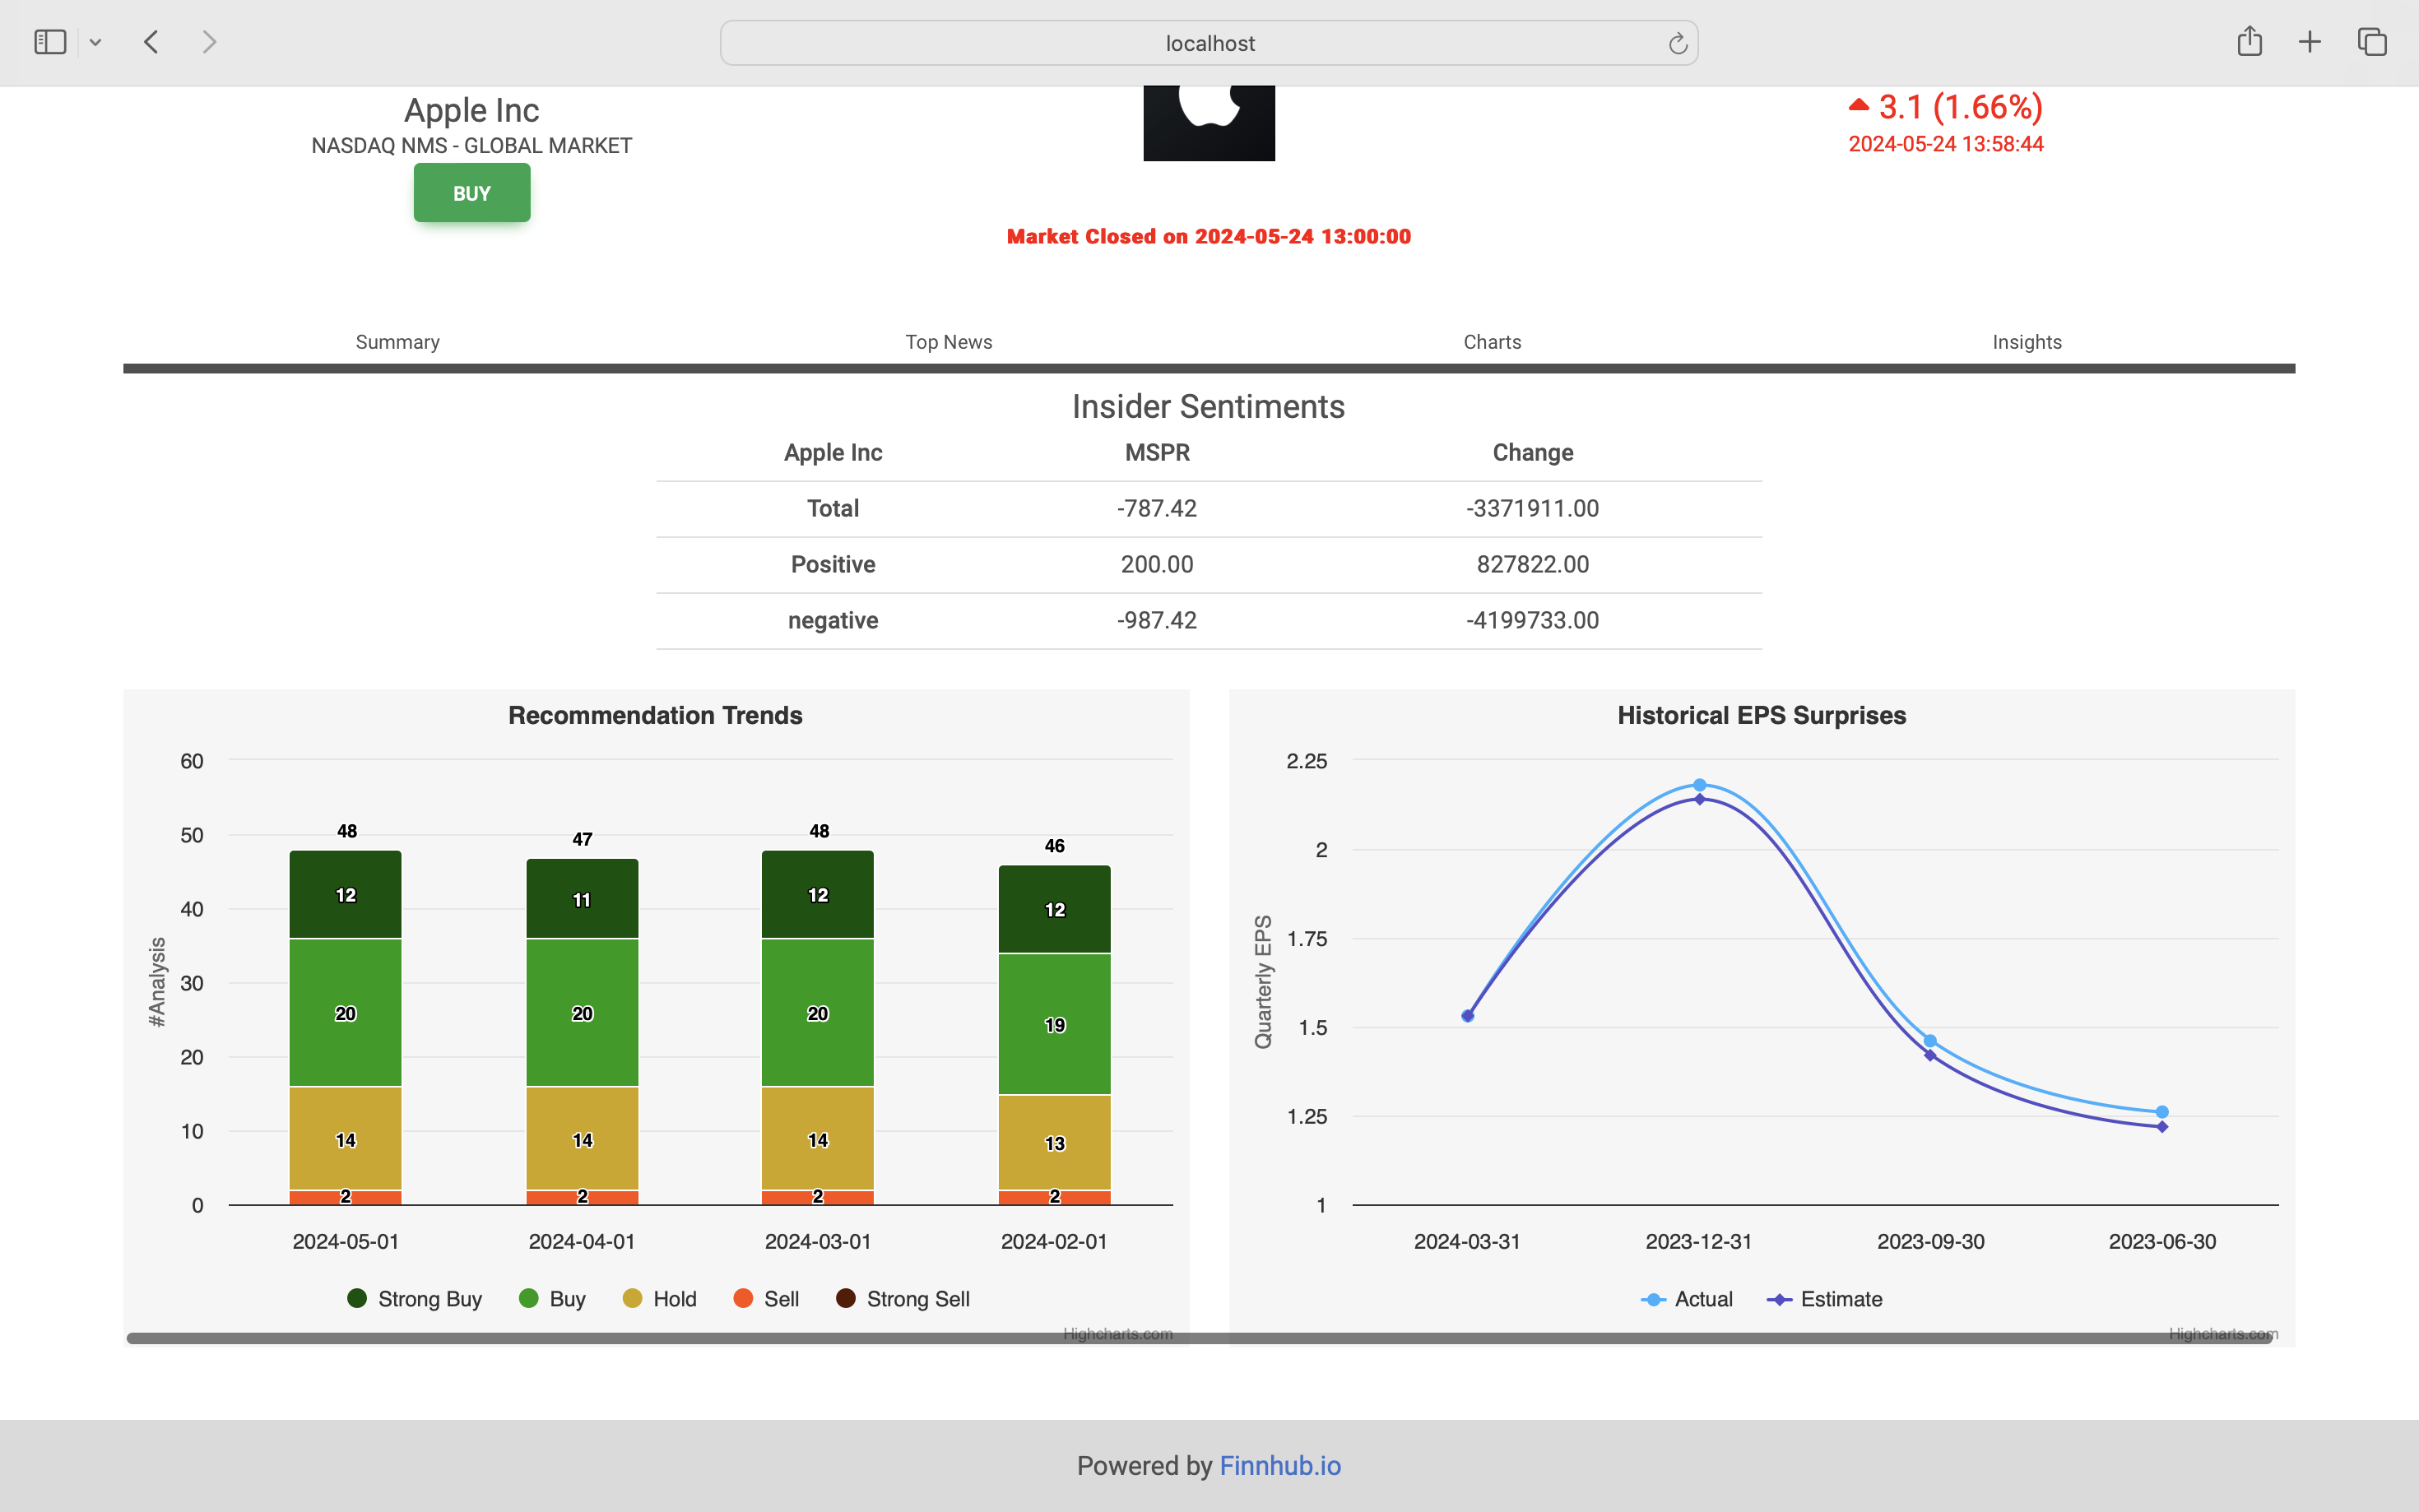 localhost
Apple Inc
NASDAQ NMS - GLOBAL MARKET
BUY
3.1 (1.66%)
2024-05-24 13:58:44
Market Closed on 2024-05-24 13:00:00
Summary Top News Charts Insights
Insider Sentiments
Apple Inc MSPR Change
Total -787.42 -3371911.00
Positive 200.00 827822.00
negative -987.42 -4199733.00
Recommendation Trends
#Analysis
60
50
40
30
20
10
0
48 47 48 46
12 11 12 12
20 20 20 19
14 14 14 13
2 2 2 2
2024-05-01 2024-04-01 2024-03-01 2024-02-01
Strong Buy Buy Hold Sell Strong Sell
Highcharts.com
Historical EPS Surprises
Quarterly EPS
2.25
2
1.75
1.5
1.25
1
2024-03-31 2023-12-31 2023-09-30 2023-06-30
Actual Estimate
Highcharts.com
Powered by Finnhub.io